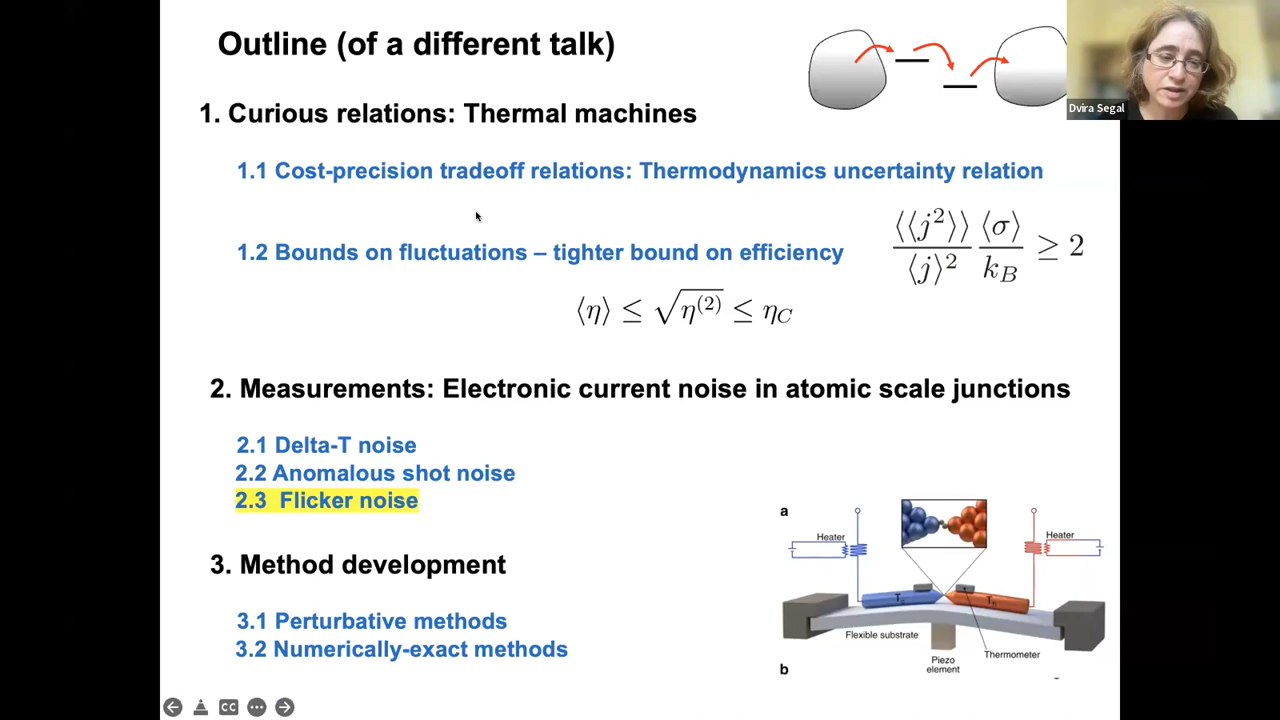 Outline (of a different talk)
Dvira Segal
1. Curious relations: Thermal machines
1.1 Cost-precision tradeoff relations: Thermodynamics uncertainty relation
⟨⟨j²⟩⟩/⟨j⟩² ⟨σ⟩/k_B ≥ 2
1.2 Bounds on fluctuations – tighter bound on efficiency
⟨η⟩ ≤ √η⁽²⁾ ≤ η_C
2. Measurements: Electronic current noise in atomic scale junctions
2.1 Delta-T noise
2.2 Anomalous shot noise
2.3 Flicker noise
a
Heater
Heater
T_h
Flexible substrate
Thermometer
Piezo
element
b
3. Method development
3.1 Perturbative methods
3.2 Numerically-exact methods
CC